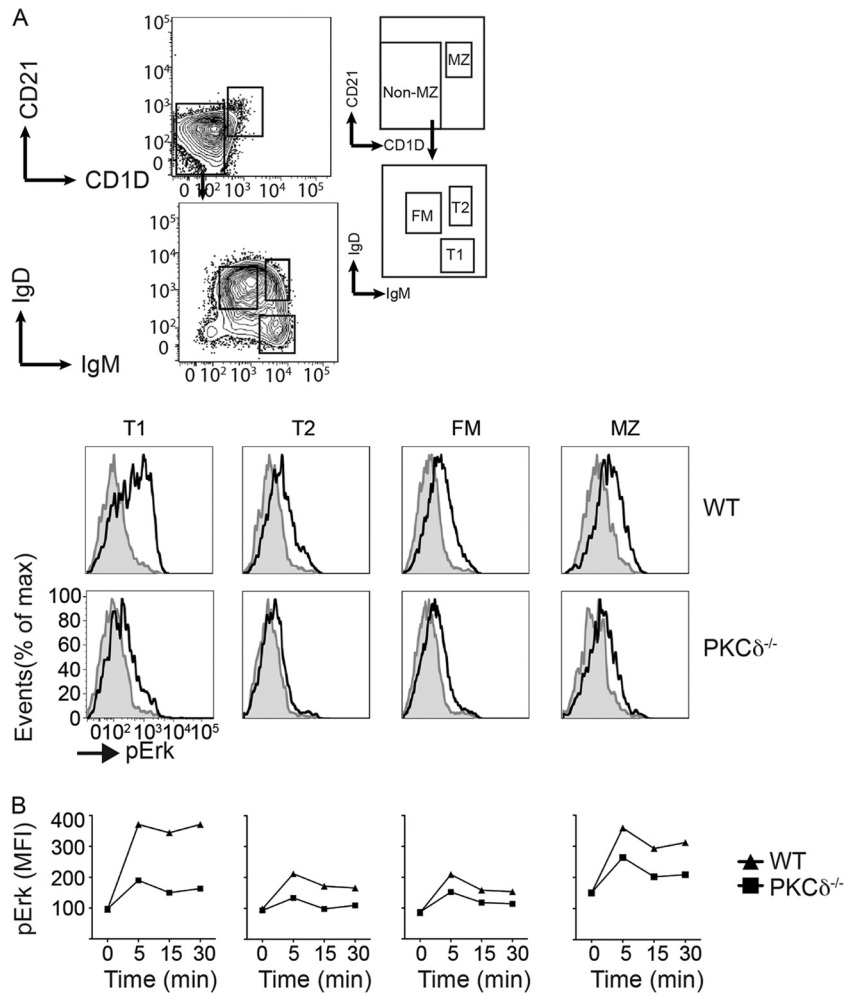 A
CD21
CD1D
10⁵
10⁴
10³
10²
0
0 10² 10³ 10⁴ 10⁵
CD21
CD1D
MZ
Non-MZ
IgD
IgM
10⁵
10⁴
10³
10²
0
0 10² 10³ 10⁴ 10⁵
IgD
IgM
FM
T2
T1
T1 T2 FM MZ
WT
PKCδ-/-
Events(% of max)
100
80
60
40
20
0
0 10² 10³ 10⁴ 10⁵
pErk
B
pErk (MFI)
400
300
200
100
0 5 15 30 0 5 15 30 0 5 15 30 0 5 15 30
Time (min) Time (min) Time (min) Time (min)
WT
PKCδ-/-